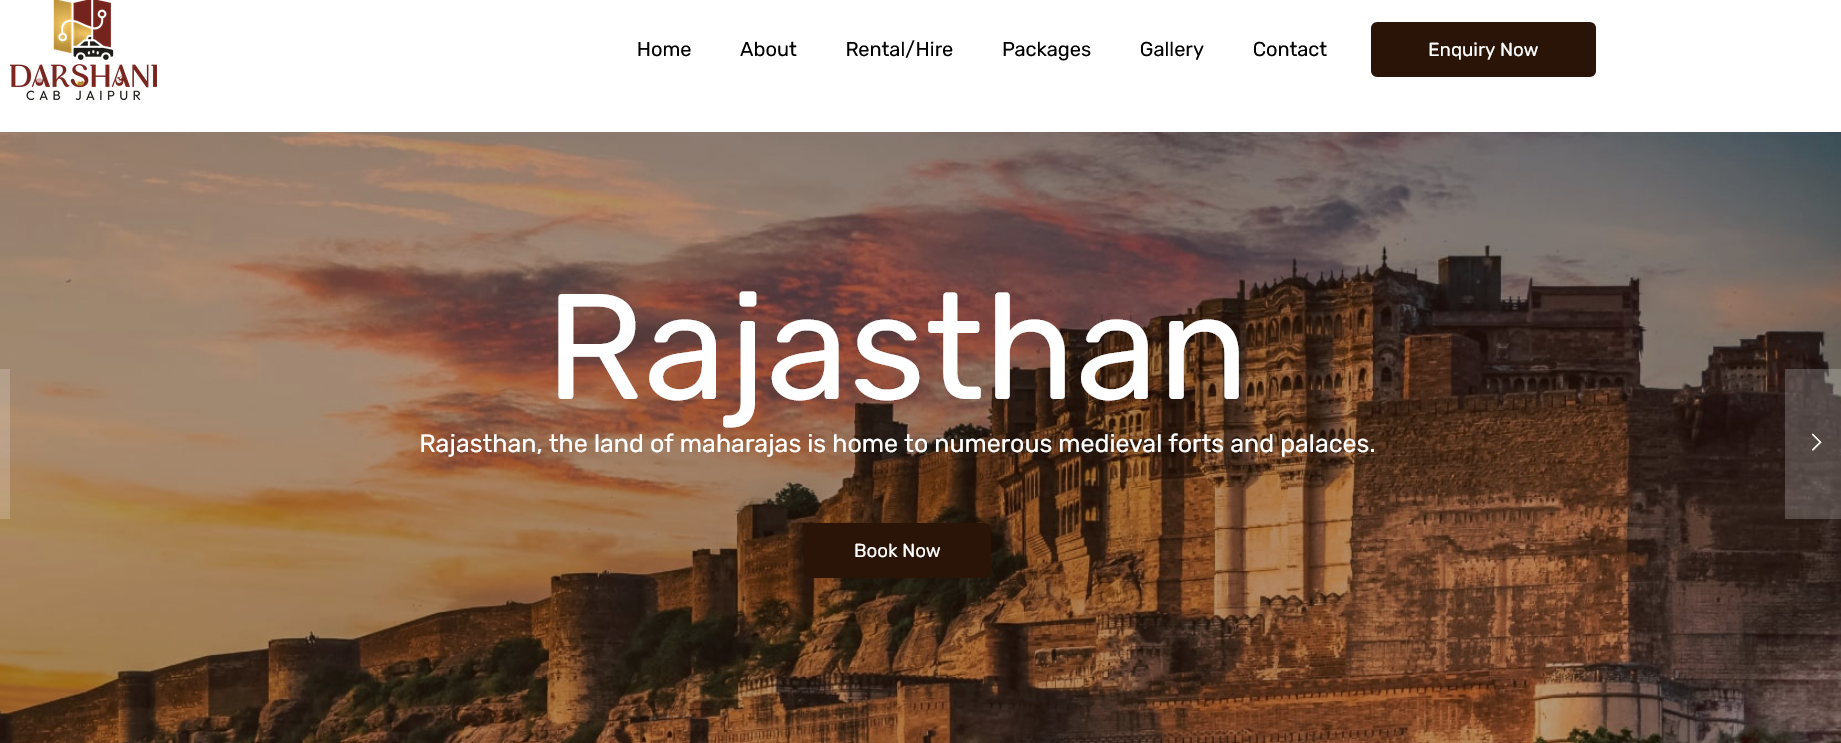 DARSHANI
CAB JAIPUR
Home About Rental/Hire Packages Gallery Contact Enquiry Now
Rajasthan
Rajasthan, the land of maharajas is home to numerous medieval forts and palaces.
Book Now